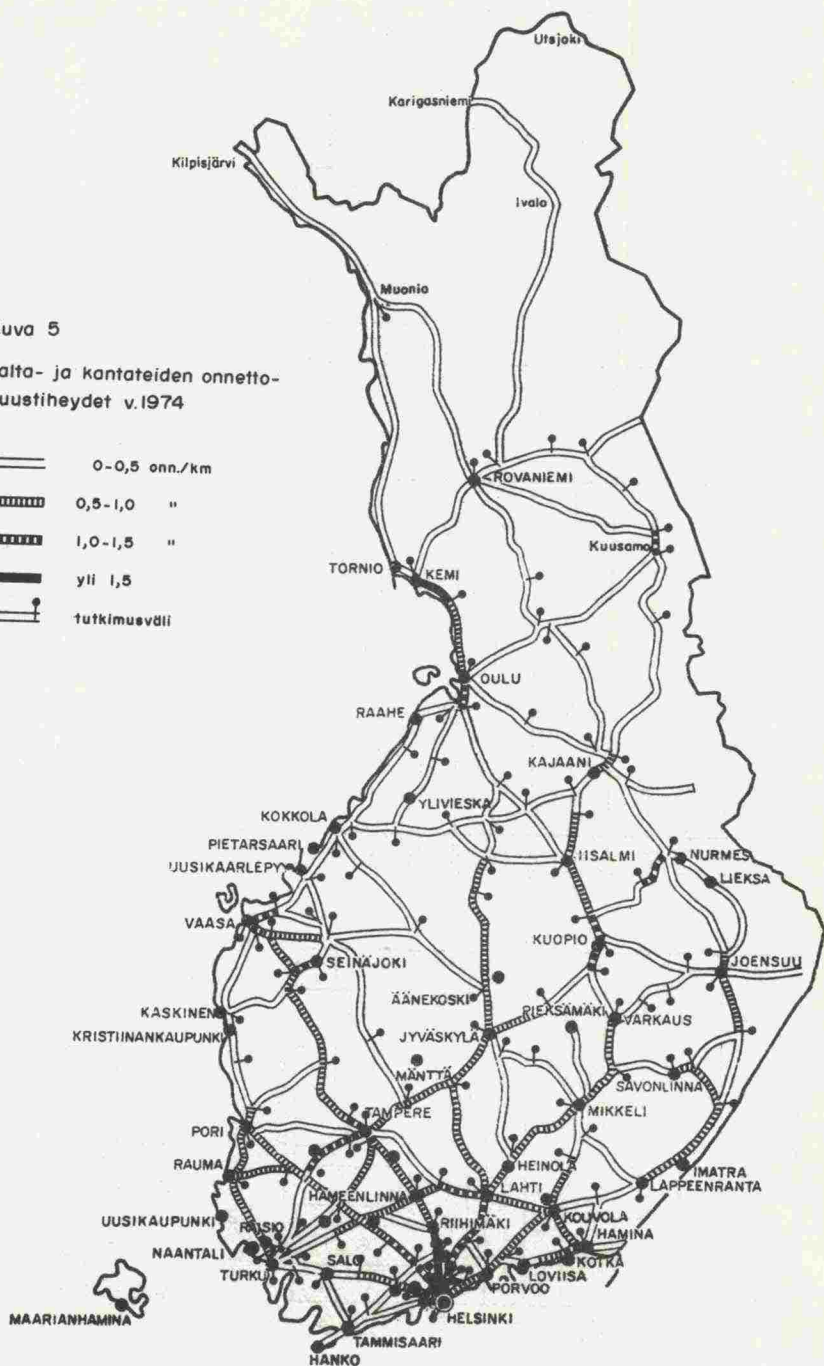 uva 5
alta- ja kantateiden onnetto-
uustiheydet v.1974
0-0,5 onn./km
0,5-1,0 "
1,0-1,5 "
yli 1,5
tutkimusväli
Utsjoki
Karigasniemi
Kilpisjärvi
Ivalo
Muonio
ROVANIEMI
Kuusamo
TORNIO
KEMI
OULU
RAAHE
KAJAANI
YLIVIESKA
KOKKOLA
PIETARSAARI
IISALMI
NURMES
UUSIKAARLEPYY
LIEKSA
VAASA
KUOPIO
SEINÄJOKI
JOENSUU
ÄÄNEKOSKI
PIEKSÄMÄKI
KASKINEN
VARKAUS
KRISTIINANKAUPUNKI
JYVÄSKYLÄ
MÄNTTÄ
SAVONLINNA
TAMPERE
MIKKELI
PORI
HEINOLA
IMATRA
RAUMA
LAHTI
LAPPEENRANTA
HÄMEENLINNA
UUSIKAUPUNKI
RIIHIMÄKI
KOUVOLA
RAISIO
HAMINA
NAANTALI
SALO
KOTKA
LOVIISA
TURKU
PORVOO
MAARIANHAMINA
HELSINKI
TAMMISAARI
HANKO